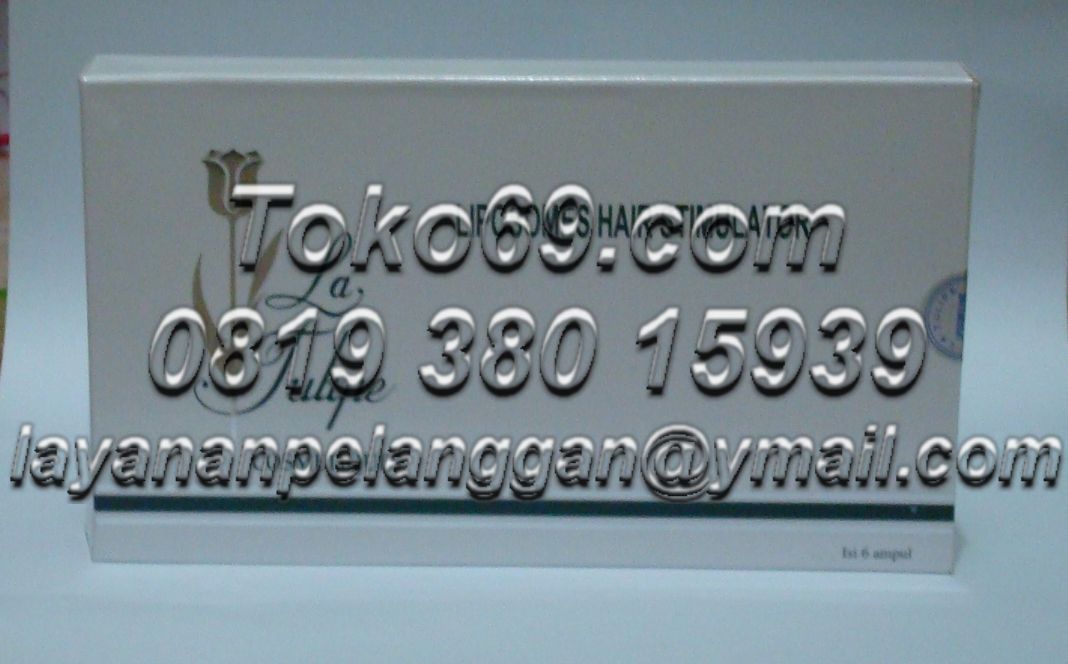 Toko69.com
LIPOSOMES HAIR STIMULATOR
La
Tulipe
0819 380 15939
layananpelanggan@ymail.com
Isi 6 ampul